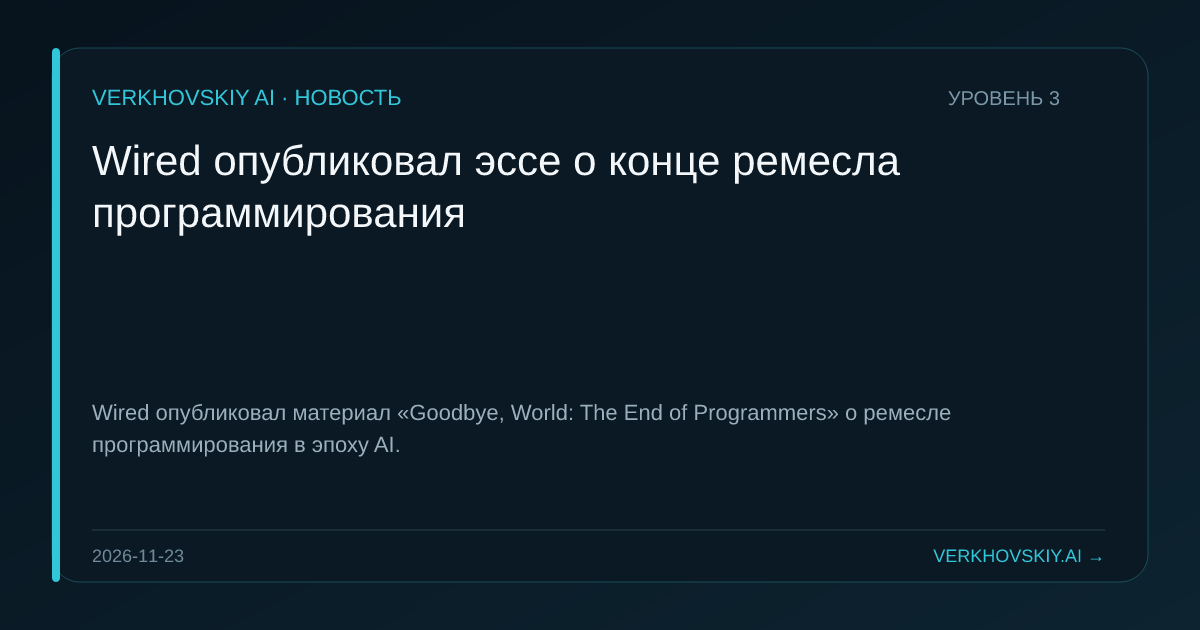 VERKHOVSKIY AI · НОВОСТЬ
УРОВЕНЬ 3
Wired опубликовал эссе о конце ремесла
программирования
Wired опубликовал материал «Goodbye, World: The End of Programmers» о ремесле
программирования в эпоху AI.
2026-11-23
VERKHOVSKIY.AI →